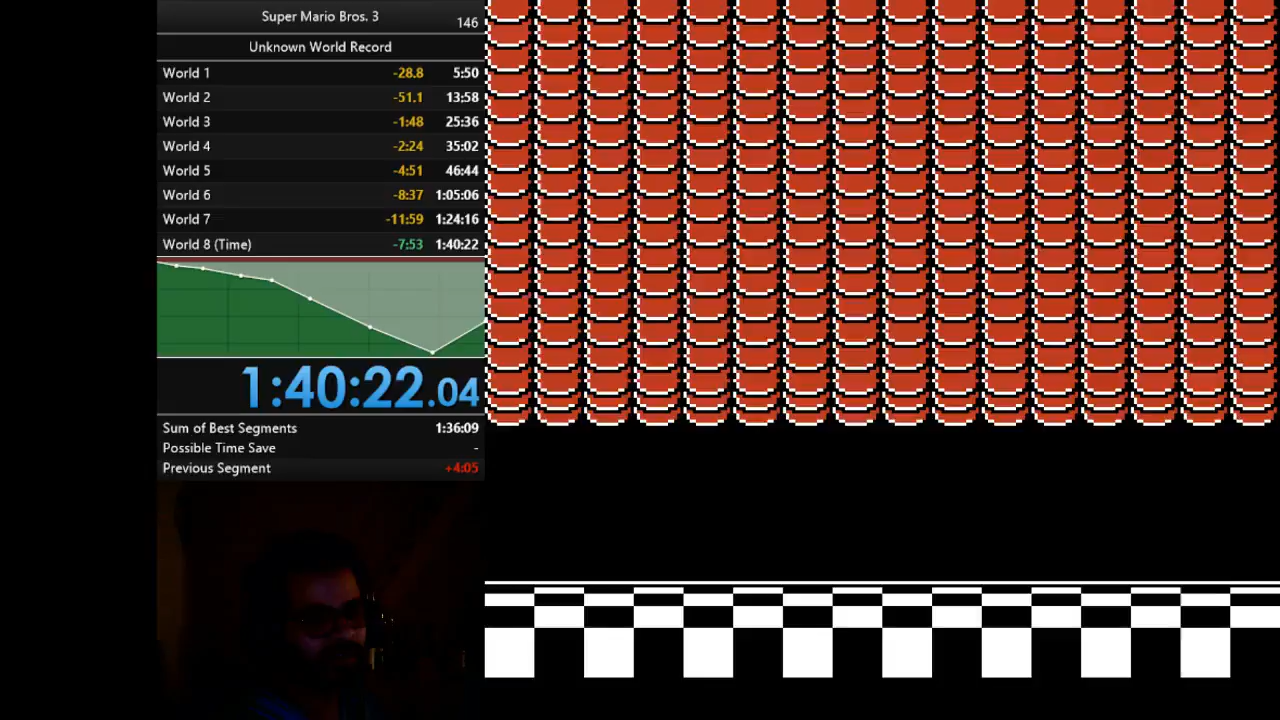 Super Mario Bros. 3
146
Unknown World Record
World 1 -28.8 5:50
World 2 -51.1 13:58
World 3 -1:48 25:36
World 4 -2:24 35:02
World 5 -4:51 46:44
World 6 -8:37 1:05:06
World 7 -11:59 1:24:16
World 8 (Time) -7:53 1:40:22
1:40:22.04
Sum of Best Segments 1:36:09
Possible Time Save -
Previous Segment +4:05